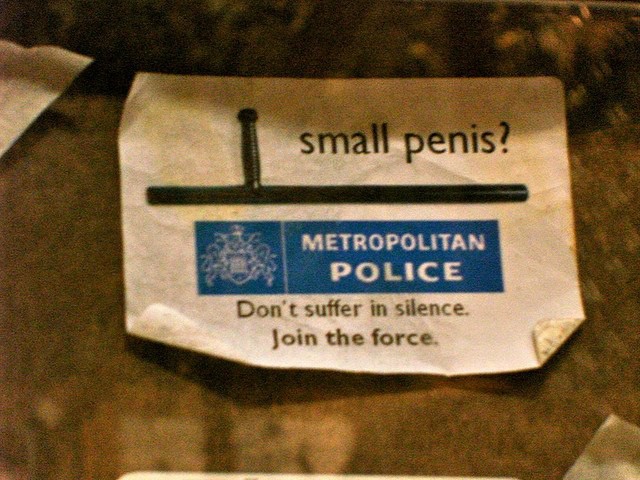 small penis?
METROPOLITAN
POLICE
Don't suffer in silence.
Join the force.